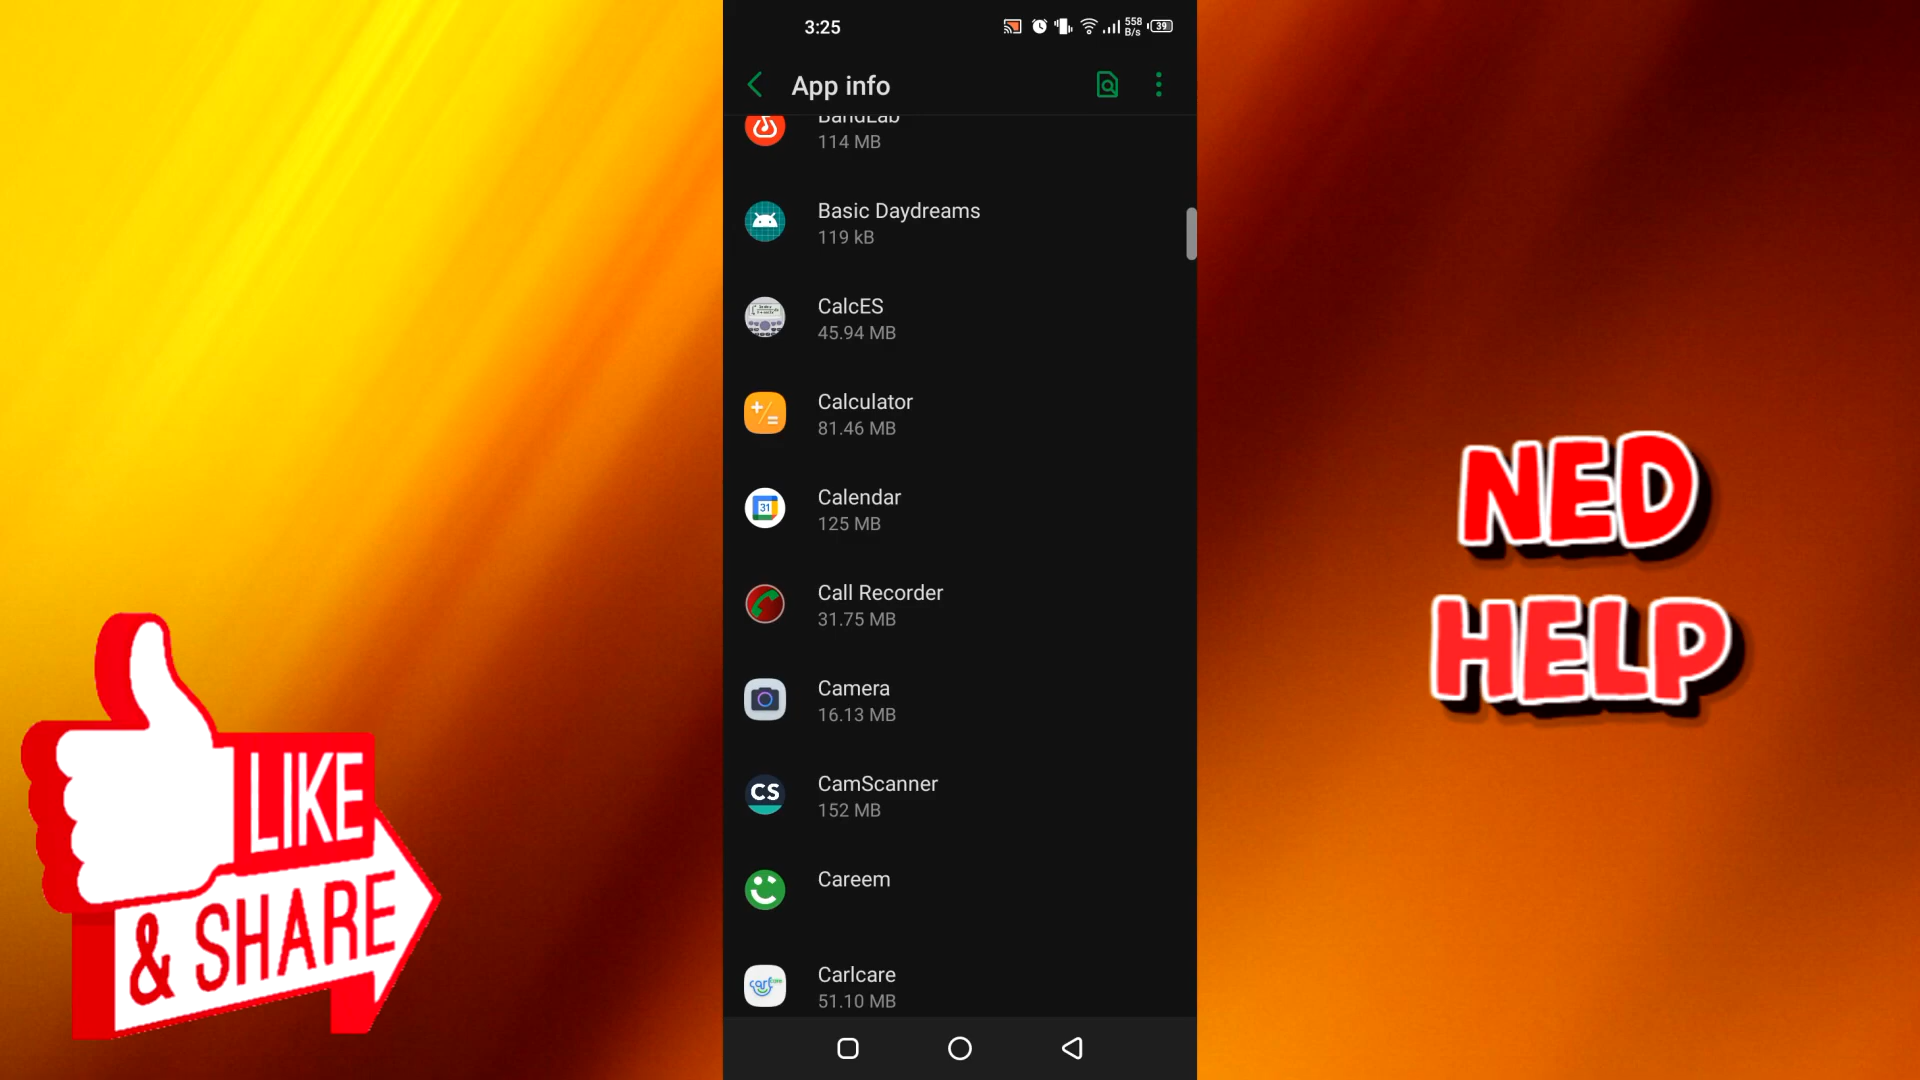 3:25
558
B/s
39
App info
BandLab
114 MB
Basic Daydreams
119 kB
CalcES
45.94 MB
Calculator
81.46 MB
31
Calendar
125 MB
Call Recorder
31.75 MB
Camera
16.13 MB
CS
CamScanner
152 MB
Careem
carlcare
Carlcare
51.10 MB
LIKE
& SHARE
NED
HELP